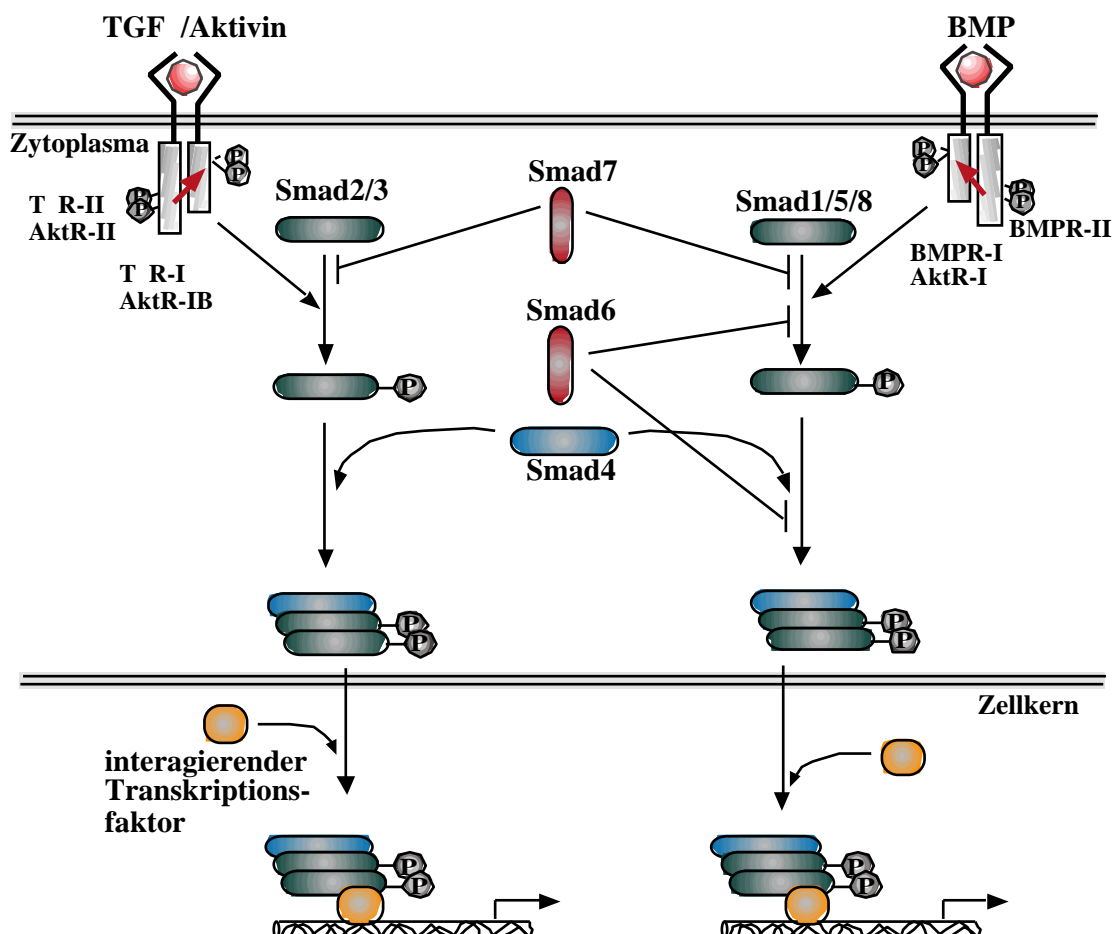 TGF /Aktivin
BMP
Zytoplasma
P
P
P
P
T R-II
AktR-II
T R-I
AktR-IB
Smad2/3
Smad7
Smad1/5/8
P
P
P
P
BMPR-II
BMPR-I
AktR-I
Smad6
P
P
Smad4
P
P
P
P
Zellkern
interagierender
Transkriptions-
faktor
P
P
P
P